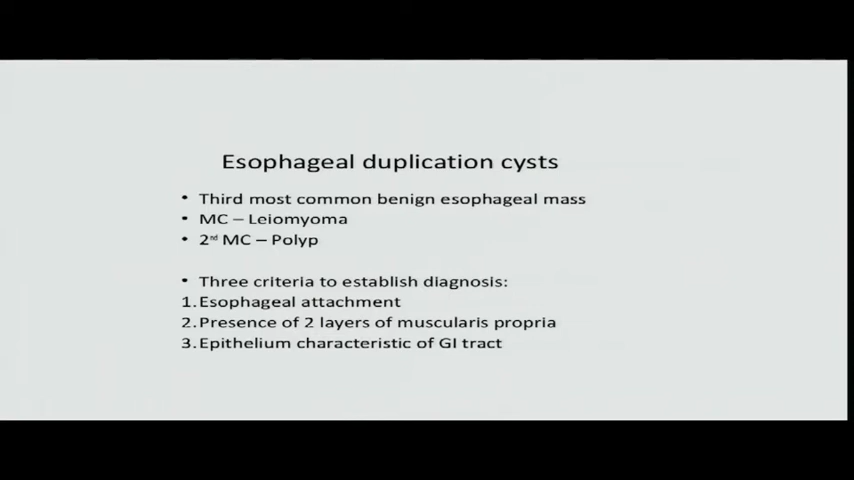 Esophageal duplication cysts
• Third most common benign esophageal mass
• MC – Leiomyoma
• 2nd MC – Polyp
• Three criteria to establish diagnosis:
1. Esophageal attachment
2. Presence of 2 layers of muscularis propria
3. Epithelium characteristic of GI tract